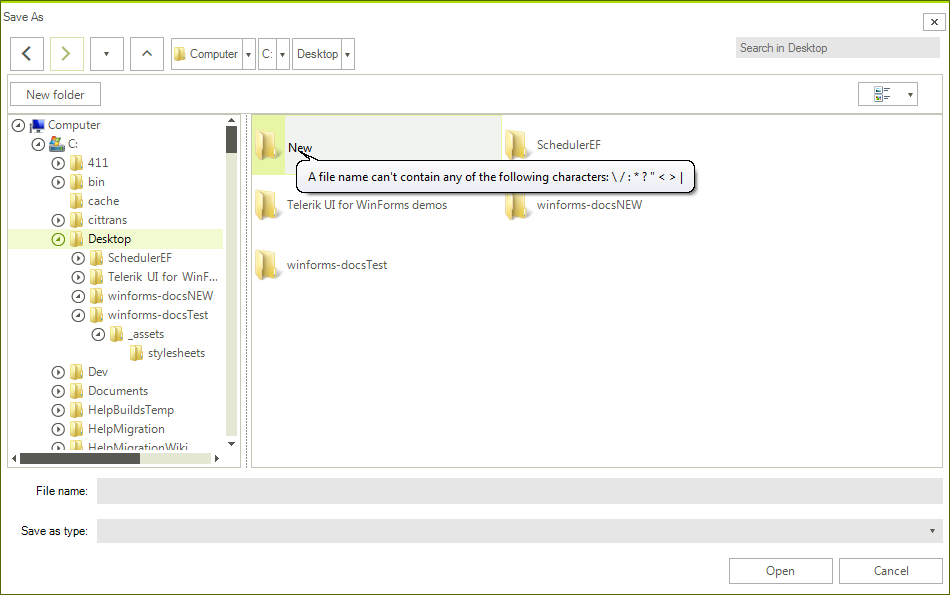 Save As
Computer
C:
Desktop
Search in Desktop
New folder
Computer
C:
411
bin
cache
cittrans
Desktop
SchedulerEF
Telerik UI for WinF...
winforms-docsNEW
winforms-docsTest
_assets
stylesheets
Dev
Documents
HelpBuildsTemp
HelpMigration
HelpMigrationWiki
New
SchedulerEF
A file name can't contain any of the following characters: \ / : * ? " < > |
Telerik UI for WinForms demos
winforms-docsNEW
winforms-docsTest
File name:
Save as type:
Open
Cancel